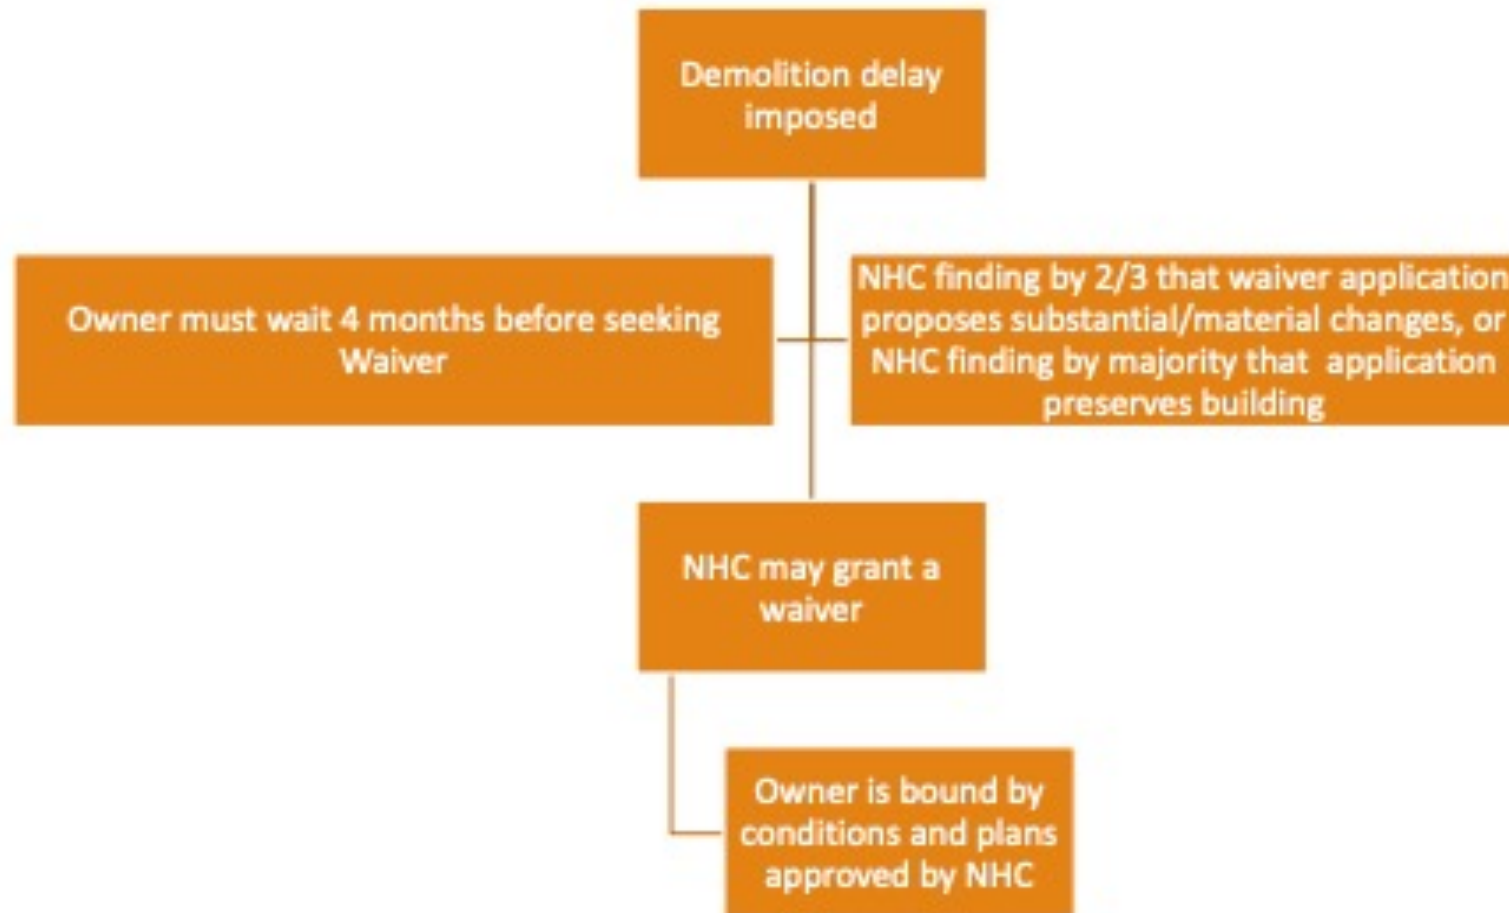 Demolition delay
imposed
Owner must wait 4 months before seeking
Waiver
NHC finding by 2/3 that waiver application
proposes substantial/material changes, or
NHC finding by majority that application
preserves building
NHC may grant a
waiver
Owner is bound by
conditions and plans
approved by NHC